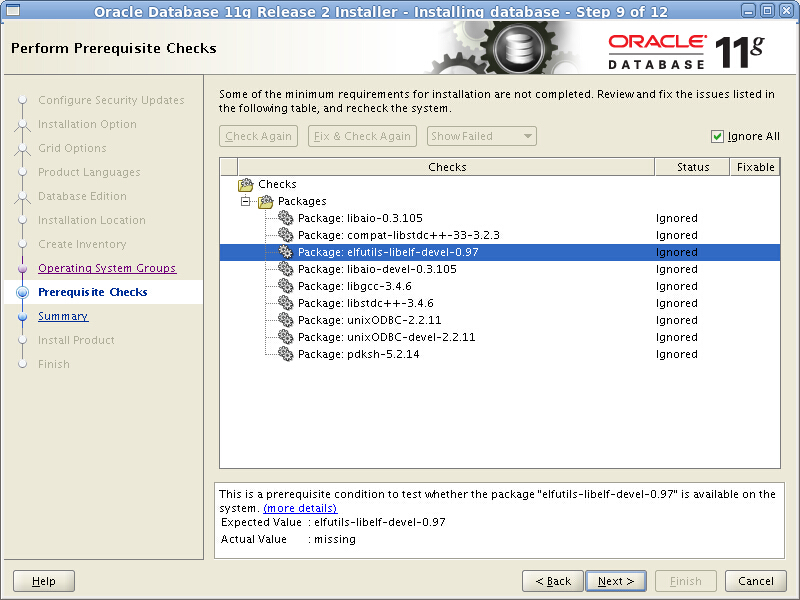 Oracle Database 11g Release 2 Installer - Installing database - Step 9 of 12
Perform Prerequisite Checks
ORACLE
DATABASE
11g
Configure Security Updates
Installation Option
Grid Options
Product Languages
Database Edition
Installation Location
Create Inventory
Operating System Groups
Prerequisite Checks
Summary
Install Product
Finish
Some of the minimum requirements for installation are not completed. Review and fix the issues listed in
the following table, and recheck the system.
Check Again
Fix & Check Again
Show Failed
Ignore All
Checks Status Fixable
Checks
Packages
Package: libaio-0.3.105 Ignored
Package: compat-libstdc++-33-3.2.3 Ignored
Package: elfutils-libelf-devel-0.97 Ignored
Package: libaio-devel-0.3.105 Ignored
Package: libgcc-3.4.6 Ignored
Package: libstdc++-3.4.6 Ignored
Package: unixODBC-2.2.11 Ignored
Package: unixODBC-devel-2.2.11 Ignored
Package: pdksh-5.2.14 Ignored
This is a prerequisite condition to test whether the package "elfutils-libelf-devel-0.97" is available on the
system. (more details)
Expected Value : elfutils-libelf-devel-0.97
Actual Value : missing
Help
< Back
Next >
Finish
Cancel